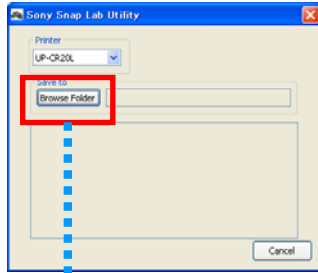 Sony Snap Lab Utility
Printer
UP-CR20L
Save to
Browse Folder
Cancel